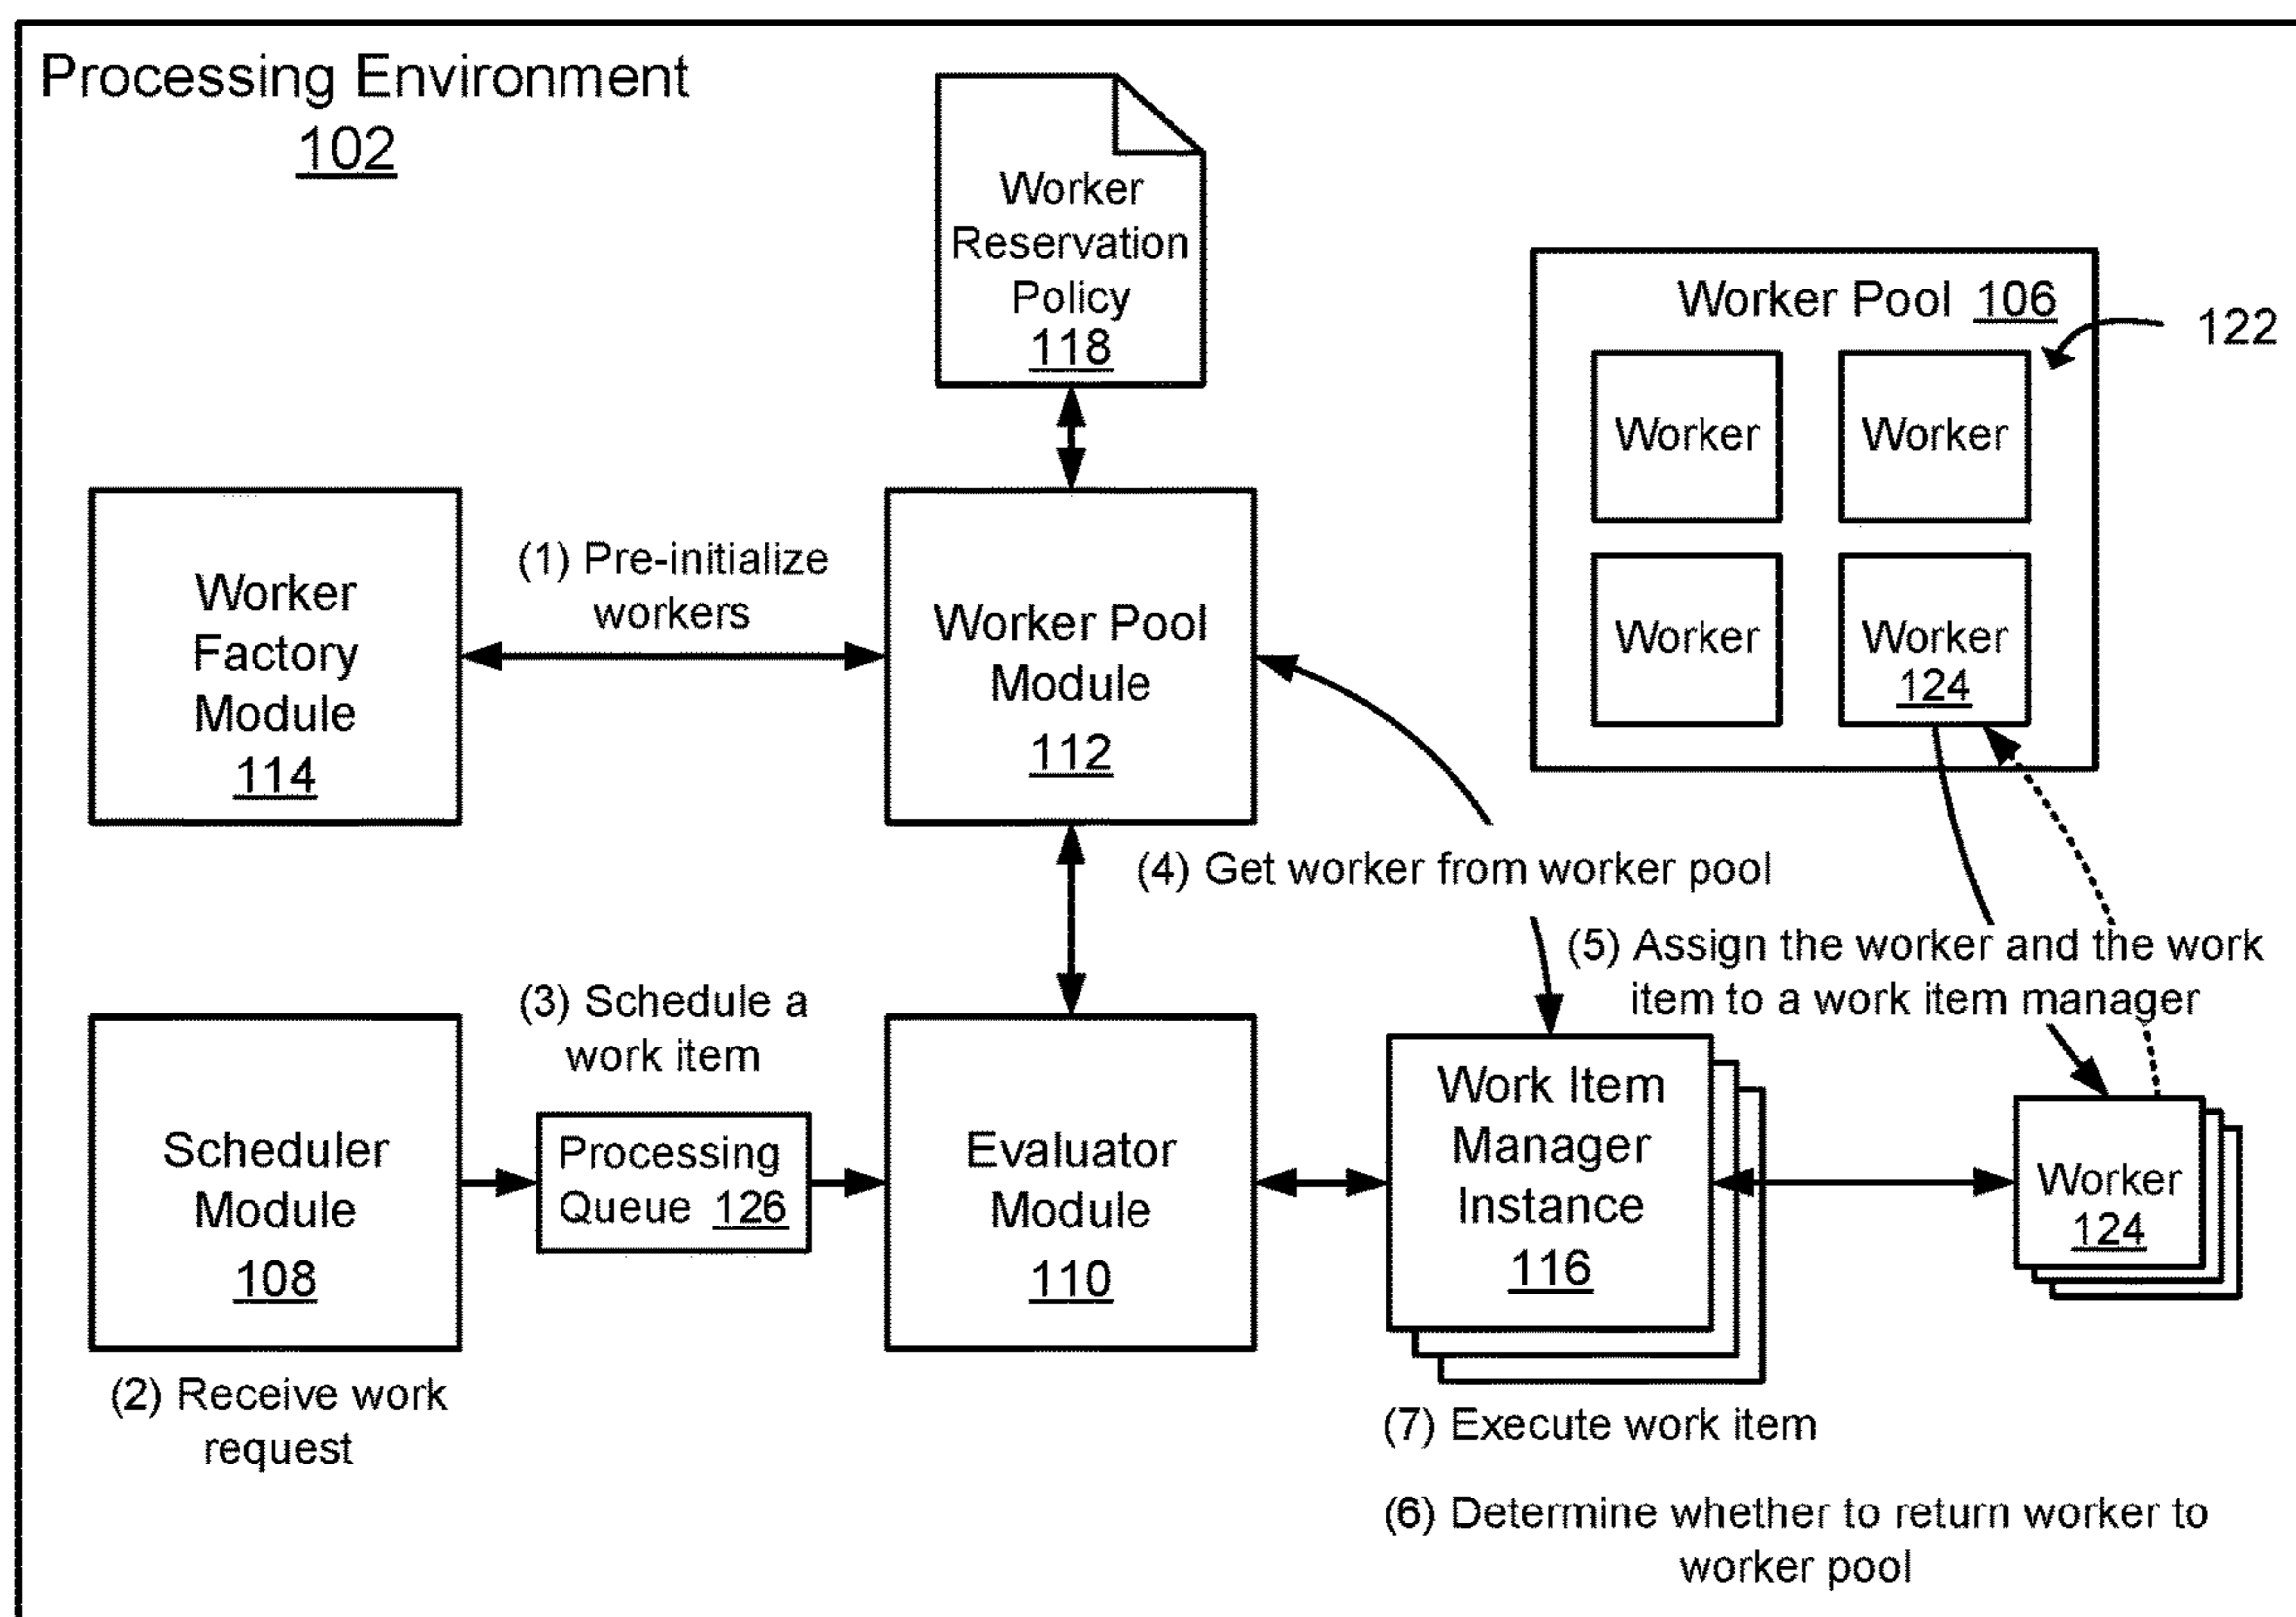 Processing Environment
102
Worker
Reservation
Policy
118
Worker Pool 106
122
Worker
Worker
Worker
Worker
124
Worker
Factory
Module
114
(1) Pre-initialize
workers
Worker Pool
Module
112
(4) Get worker from worker pool
(5) Assign the worker and the work
item to a work item manager
Scheduler
Module
108
(2) Receive work
request
(3) Schedule a
work item
Processing
Queue 126
Evaluator
Module
110
Work Item
Manager
Instance
116
Worker
124
(7) Execute work item
(6) Determine whether to return worker to
worker pool